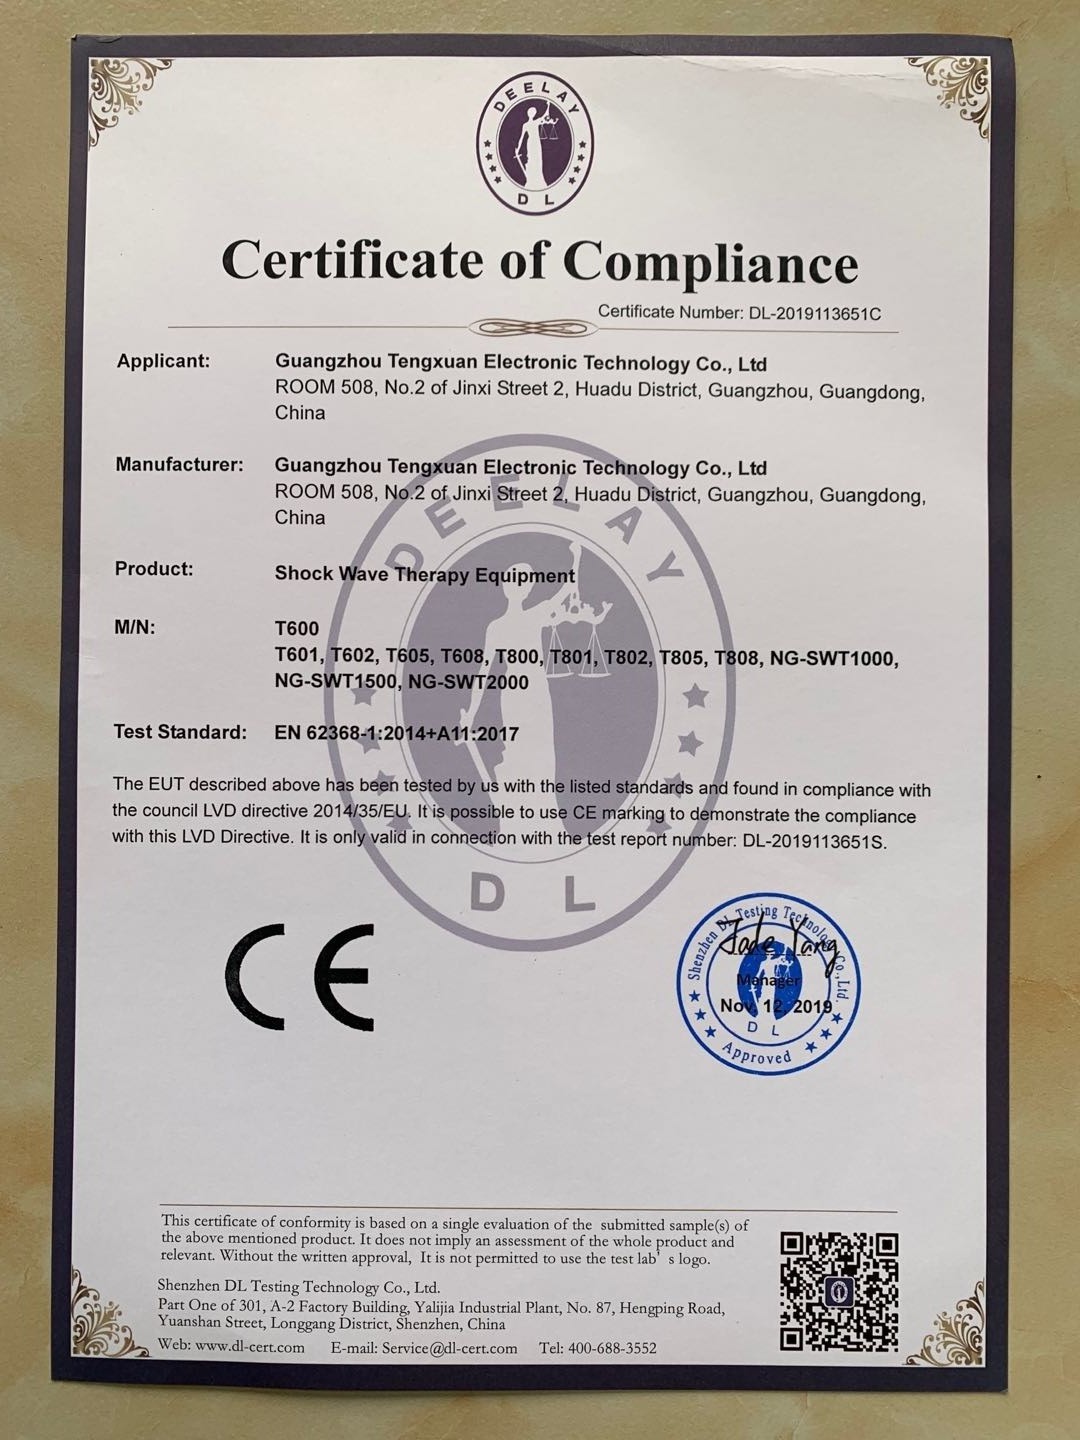 DEELAY
D L
Certificate of Compliance
Certificate Number: DL-2019113651C
Applicant: Guangzhou Tengxuan Electronic Technology Co., Ltd
ROOM 508, No.2 of Jinxi Street 2, Huadu District, Guangzhou, Guangdong,
China
Manufacturer: Guangzhou Tengxuan Electronic Technology Co., Ltd
ROOM 508, No.2 of Jinxi Street 2, Huadu District, Guangzhou, Guangdong,
China
DEELAY
Product: Shock Wave Therapy Equipment
M/N: T600
T601, T602, T605, T608, T800, T801, T802, T805, T808, NG-SWT1000,
NG-SWT1500, NG-SWT2000
Test Standard: EN 62368-1:2014+A11:2017
The EUT described above has been tested by us with the listed standards and found in compliance with
the council LVD directive 2014/35/EU. It is possible to use CE marking to demonstrate the compliance
with this LVD Directive. It is only valid in connection with the test report number: DL-2019113651S.
D L
CE
Shenzhen DL Testing Technology Co., Ltd.
Jade Yang
Manager
Nov. 12, 2019
D L
Approved
This certificate of conformity is based on a single evaluation of the submitted sample(s) of
the above mentioned product. It does not imply an assessment of the whole product and
relevant. Without the written approval, It is not permitted to use the test lab's logo.
Shenzhen DL Testing Technology Co., Ltd.
Part One of 301, A-2 Factory Building, Yalijia Industrial Plant, No. 87, Hengping Road,
Yuanshan Street, Longgang District, Shenzhen, China
Web: www.dl-cert.com E-mail: Service@dl-cert.com Tel: 400-688-3552